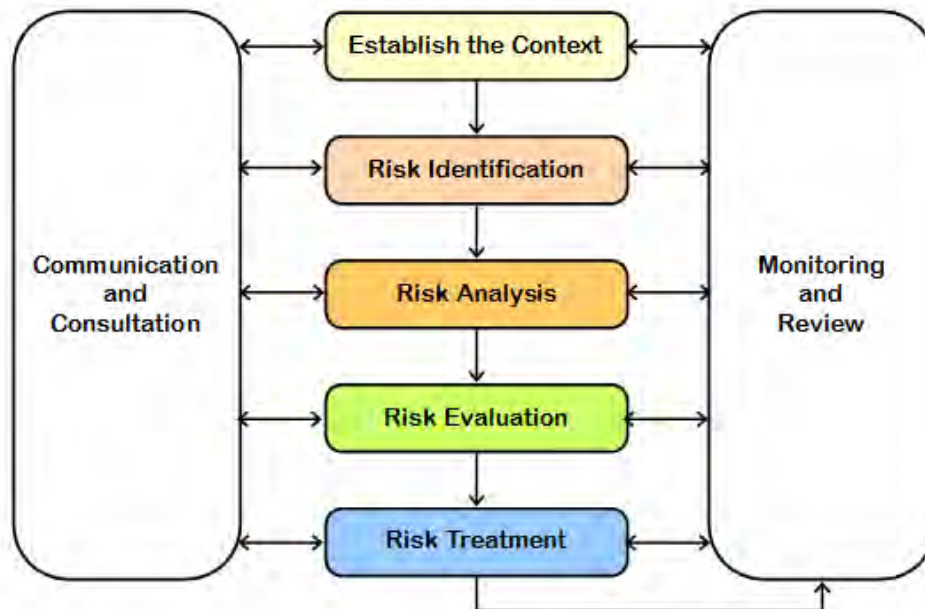 Establish the Context
Risk Identification
Communication
and
Consultation
Risk Analysis
Monitoring
and
Review
Risk Evaluation
Risk Treatment